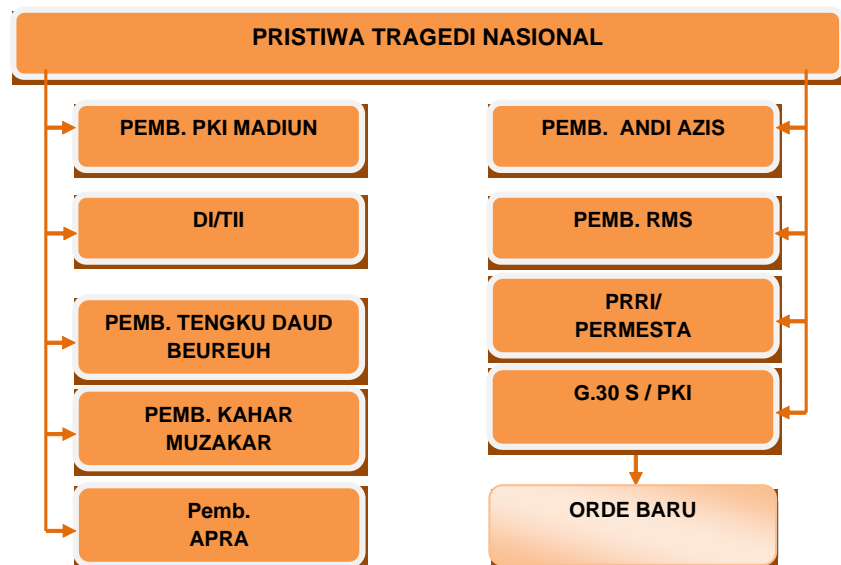 PRISTIWA TRAGEDI NASIONAL
PEMB. PKI MADIUN
DI/TII
PEMB. TENGKU DAUD
BEUREUH
PEMB. KAHAR
MUZAKAR
Pemb.
APRA
PEMB. ANDI AZIS
PEMB. RMS
PRRI/
PERMESTA
G.30 S / PKI
ORDE BARU